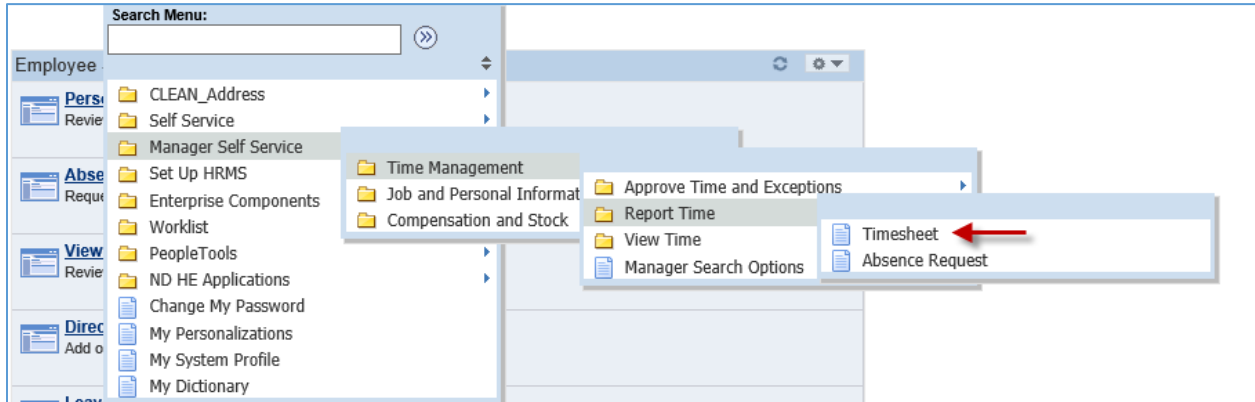 Search Menu:
Employee
CLEAN_Address
Self Service
Manager Self Service
Set Up HRMS
Enterprise Components
Worklist
PeopleTools
ND HE Applications
Change My Password
My Personalizations
My System Profile
My Dictionary
Time Management
Job and Personal Informat
Compensation and Stock
Approve Time and Exceptions
Report Time
View Time
Manager Search Options
Timesheet
Absence Request
Pers
Revie
Abse
Reque
View
Revie
Direc
Add o